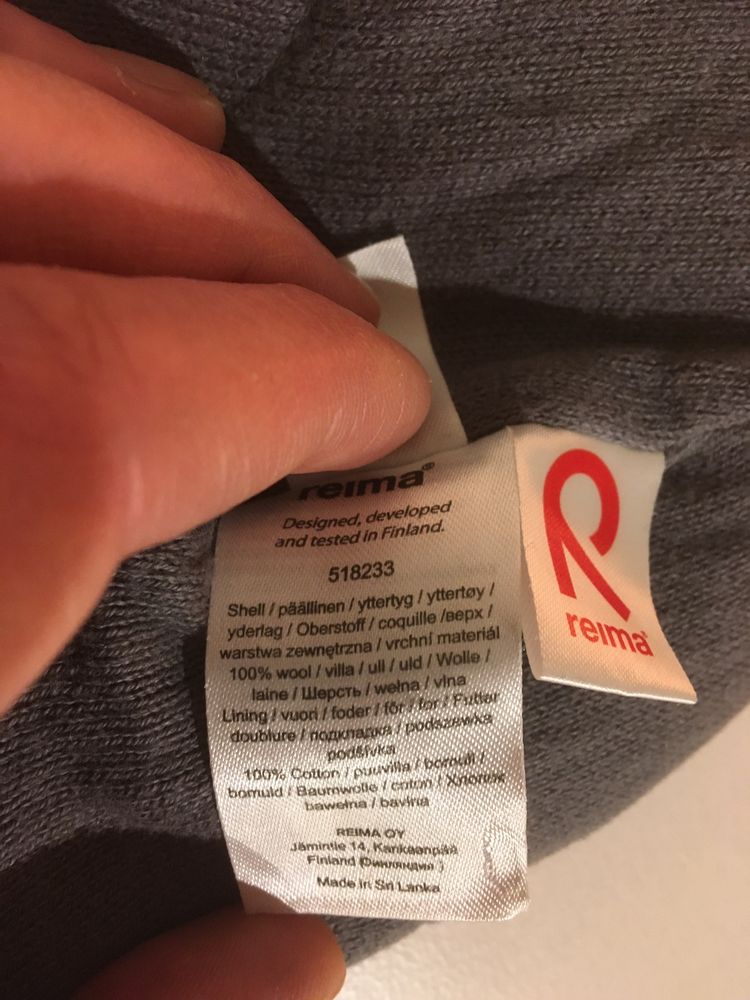 reima®
Designed, developed
and tested in Finland.
518233
Shell / päällinen / yttertyg / yttertøy /
yderlag / Oberstoff / coquille /верх /
warstwa zewnętrzna / vrchní materiál
100% wool / villa / ull / uld / Wolle /
laine / Шерсть / wełna / vlna
Lining / vuori / foder / fôr / for / Futter
doublure / подкладка / podszewka
podšívka
100% Cotton / puuvilla / bomull /
bomuld / Baumwolle / coton / Хлопок
bawełna / bavlna
REIMA OY
Jämintie 14, Kankaanpää
Finland (Финляндия )
Made in Sri Lanka
reima®